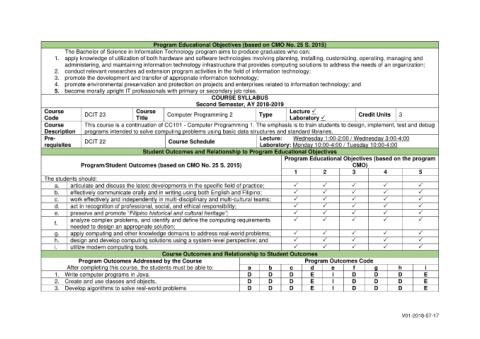 Program Educational Objectives (based on CMO No. 25 S. 2015)
The Bachelor of Science in Information Technology program aims to produce graduates who can:
1. apply knowledge of utilization of both hardware and software technologies involving planning, installing, customizing, operating, managing and
administering, and maintaining information technology infrastructure that provides computing solutions to address the needs of an organization;
2. conduct relevant researches and extension program activities in the field of information technology;
3. promote the development and transfer of appropriate information technology;
4. promote environmental preservation and protection on projects and enterprises related to information technology; and
5. become morally upright IT professionals with primary or secondary job roles.
COURSE SYLLABUS
Second Semester, AY 2018-2019
Course Code DCIT 23 Course Title Computer Programming 2 Type Lecture ✓ Laboratory ✓ Credit Units 3
Course Description This course is a continuation of CC101 - Computer Programming 1. The emphasis is to train students to design, implement, test and debug
programs intended to solve computing problems using basic data structures and standard libraries.
Pre-requisites DCIT 22 Course Schedule Lecture: Wednesday 1:00-2:00 / Wednesday 3:00-4:00
Laboratory: Monday 10:00-4:00 / Tuesday 10:00-4:00
Student Outcomes and Relationship to Program Educational Objectives
Program/Student Outcomes (based on CMO No. 25 S. 2015) Program Educational Objectives (based on the program CMO)
1 2 3 4 5
The students should:
a. articulate and discuss the latest developments in the specific field of practice; ✓ ✓ ✓ ✓ ✓
b. effectively communicate orally and in writing using both English and Filipino; ✓ ✓ ✓ ✓ ✓
c. work effectively and independently in multi-disciplinary and multi-cultural teams; ✓ ✓ ✓ ✓ ✓
d. act in recognition of professional, social, and ethical responsibility; ✓ ✓ ✓ ✓ ✓
e. preserve and promote "Filipino historical and cultural heritage"; ✓ ✓ ✓ ✓ ✓
f. analyze complex problems, and identify and define the computing requirements ✓ ✓ ✓ ✓ ✓
needed to design an appropriate solution;
g. apply computing and other knowledge domains to address real-world problems; ✓ ✓ ✓ ✓ ✓
h. design and develop computing solutions using a system-level perspective; and ✓ ✓ ✓ ✓ ✓
i. utilize modern computing tools. ✓ ✓ ✓ ✓ ✓
Course Outcomes and Relationship to Student Outcomes
Program Outcomes Addressed by the Course Program Outcomes Code
After completing this course, the students must be able to: a b c d e f g h i
1. Write computer programs in Java. D D D E I D D D E
2. Create and use classes and objects. D D D E I D D D E
3. Develop algorithms to solve real-world problems D D D E I D D D E
V01-2018-07-17